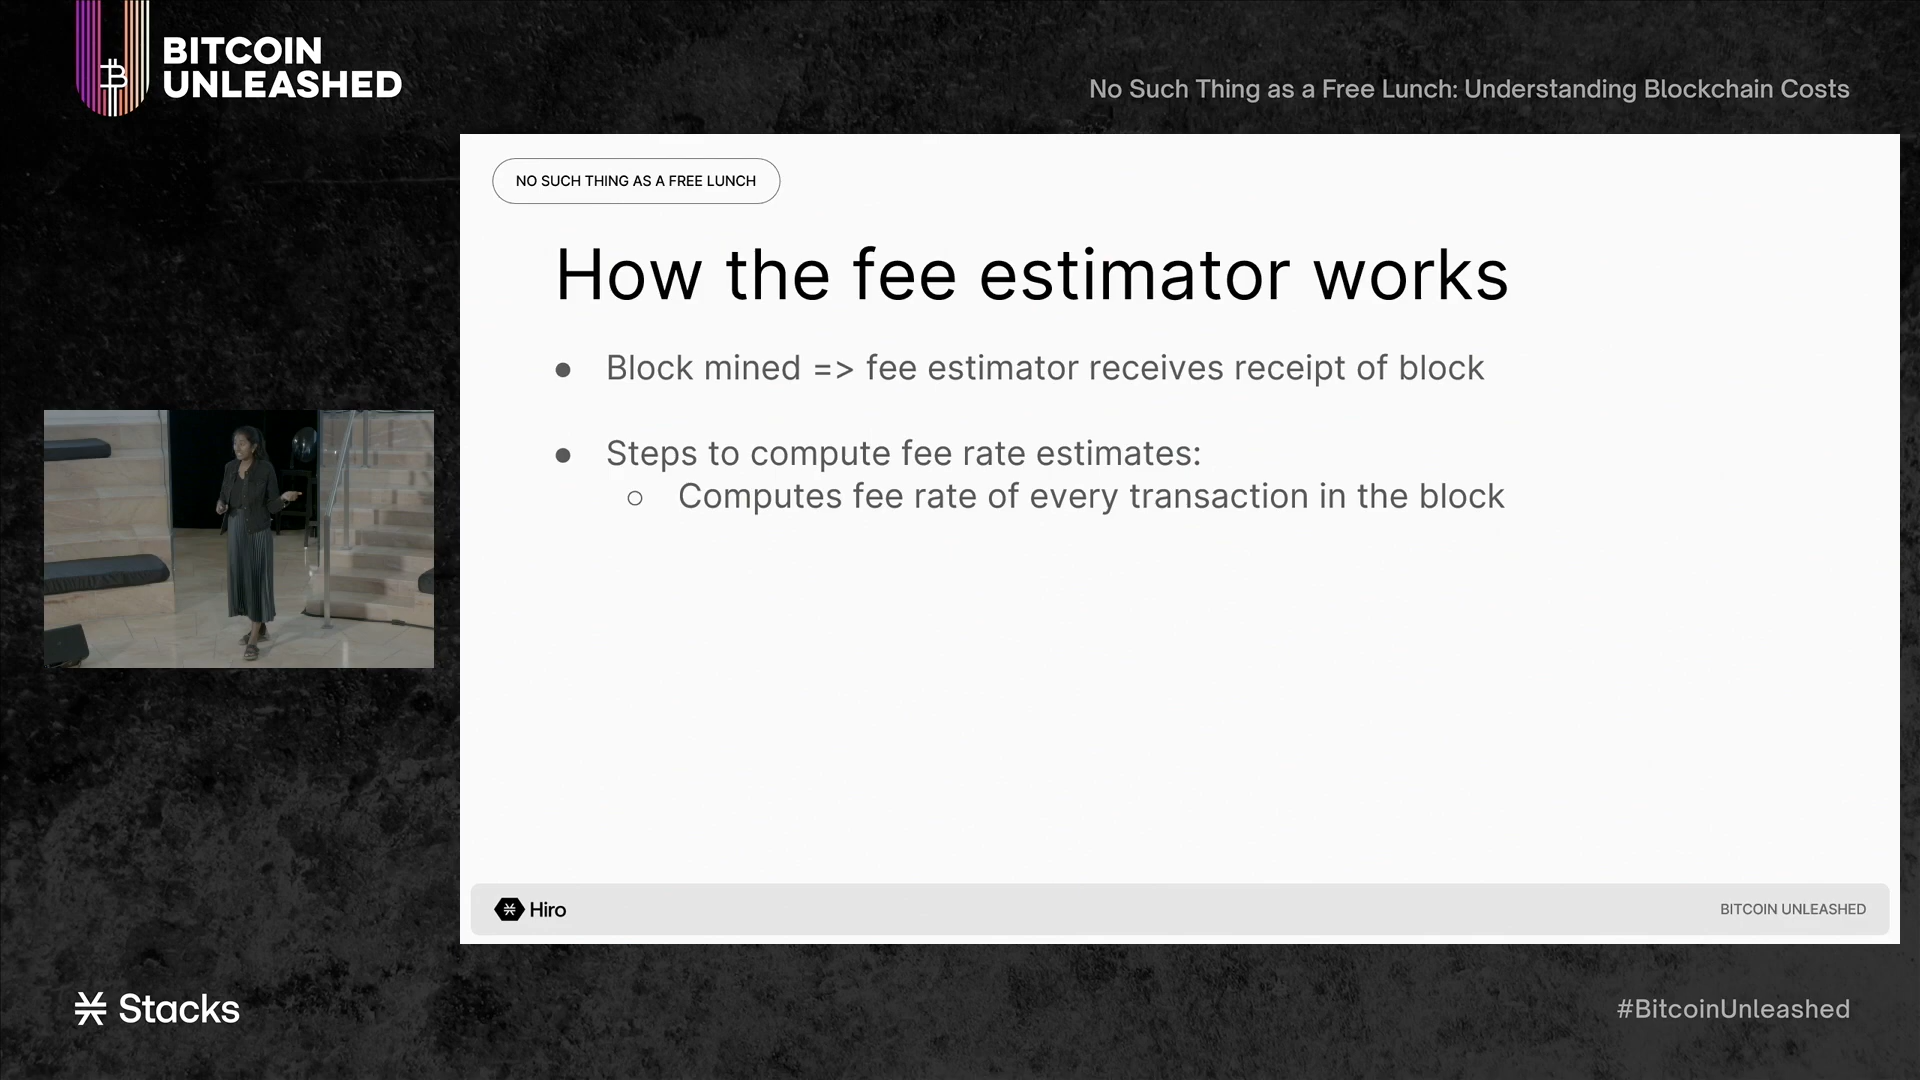 BITCOIN
UNLEASHED
No Such Thing as a Free Lunch: Understanding Blockchain Costs
NO SUCH THING AS A FREE LUNCH
How the fee estimator works
● Block mined => fee estimator receives receipt of block
● Steps to compute fee rate estimates:
○ Computes fee rate of every transaction in the block
Hiro
BITCOIN UNLEASHED
Stacks
#BitcoinUnleashed